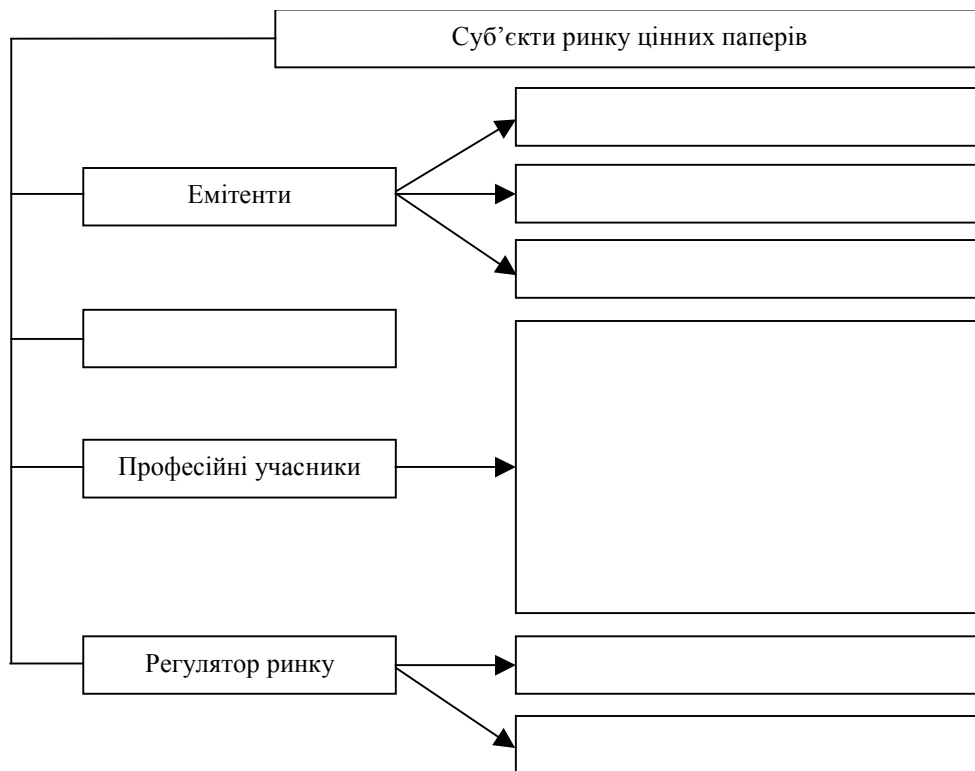 Суб’єкти ринку цінних паперів
Емітенти
Професійні учасники
Регулятор ринку